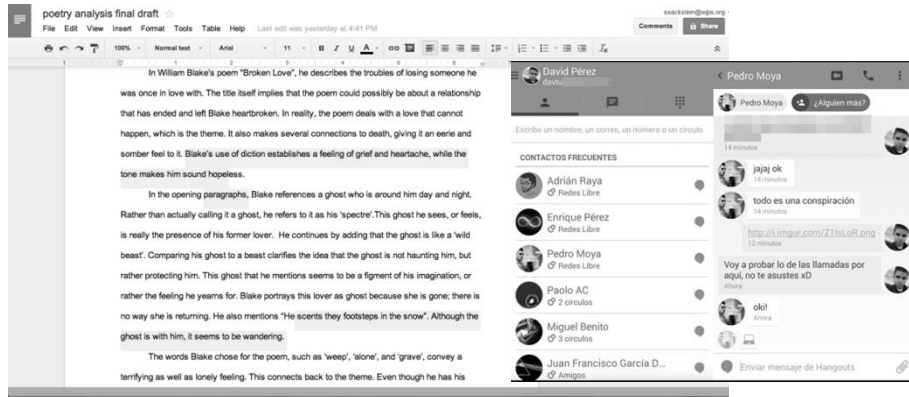 poetry analysis final draft
ssackstein@wjps.org
File Edit View Insert Format Tools Table Help Last edit was yesterday at 4:41 PM
Comments Share
100% Normal text Arial 11 B I U A
In William Blake's poem "Broken Love", he describes the troubles of losing someone he
was once in love with. The title itself implies that the poem could possibly be about a relationship
that has ended and left Blake heartbroken. In reality, the poem deals with a love that cannot
happen, which is the theme. It also makes several connections to death, giving it an eerie and
somber feel to it. Blake's use of diction establishes a feeling of grief and heartache, while the
tone makes him sound hopeless.
In the opening paragraphs, Blake references a ghost who is around him day and night.
Rather than actually calling it a ghost, he refers to it as his 'spectre'.This ghost he sees, or feels,
is really the presence of his former lover. He continues by adding that the ghost is like a 'wild
beast'. Comparing his ghost to a beast clarifies the idea that the ghost is not haunting him, but
rather protecting him. This ghost that he mentions seems to be a figment of his imagination, or
rather the feeling he yearns for. Blake portrays this lover as ghost because she is gone; there is
no way she is returning. He also mentions "He scents they footsteps in the snow". Although the
ghost is with him, it seems to be wandering.
The words Blake chose for the poem, such as 'weep', 'alone', and 'grave', convey a
terrifying as well as lonely feeling. This connects back to the theme. Even though he has his
David Pérez
davtu
Escribe un nombre, un correo, un número o un círculo
CONTACTOS FRECUENTES
Adrián Raya
Redes Libre
Enrique Pérez
Redes Libre
Pedro Moya
Redes Libre
Paolo AC
2 círculos
Miguel Benito
3 círculos
Juan Francisco García D...
Amigos
Pedro Moya
Pedro Moya ¿Alguien más?
14 minutos
jajaj ok
14 minutos
todo es una conspiración
14 minutos
http://i.imgur.com/Z1IsLoR.png
13 minutos
Voy a probar lo de las llamadas por
aquí, no te asustes xD
Ahora
oki!
Ahora
Enviar mensaje de Hangouts